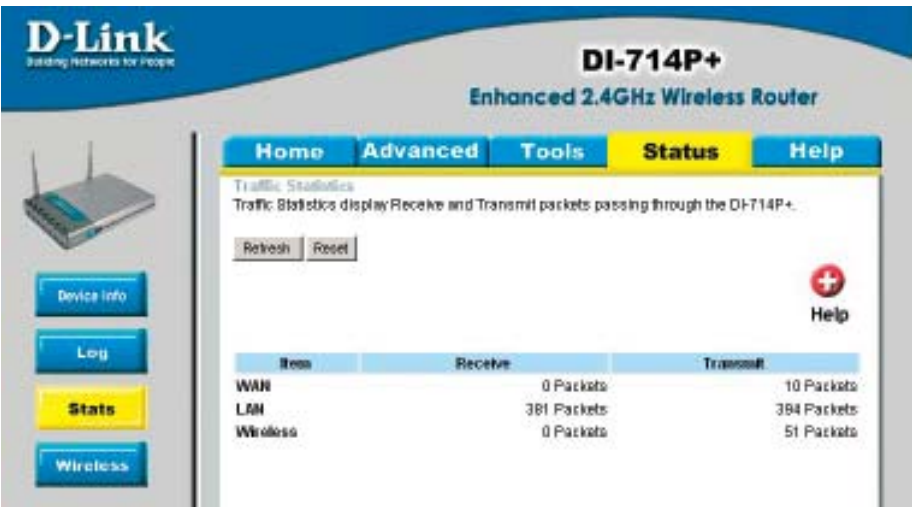 D-Link
Building Networks for People
DI-714P+
Enhanced 2.4GHz Wireless Router
Home Advanced Tools Status Help
Traffic Statistics
Traffic Statistics display Receive and Transmit packets passing through the DI-714P+.
Refresh Reset
Help
Device Info
Log
Stats
Wireless
Item Receive Transmit
WAN 0 Packets 10 Packets
LAN 381 Packets 394 Packets
Wireless 0 Packets 51 Packets